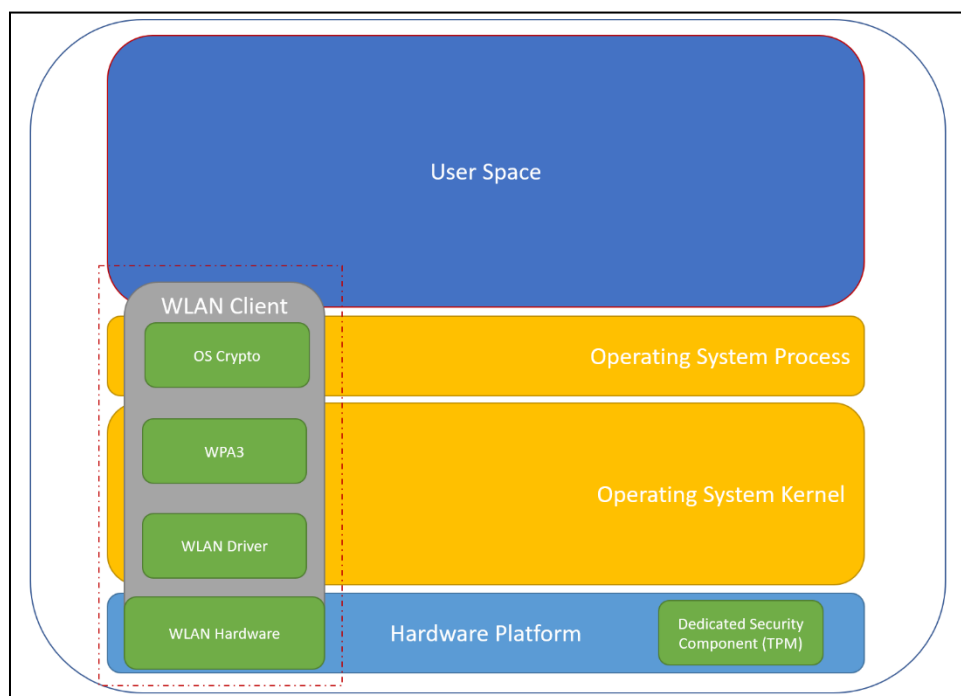 User Space
WLAN Client
OS Crypto
Operating System Process
WPA3
Operating System Kernel
WLAN Driver
WLAN Hardware
Hardware Platform
Dedicated Security
Component (TPM)